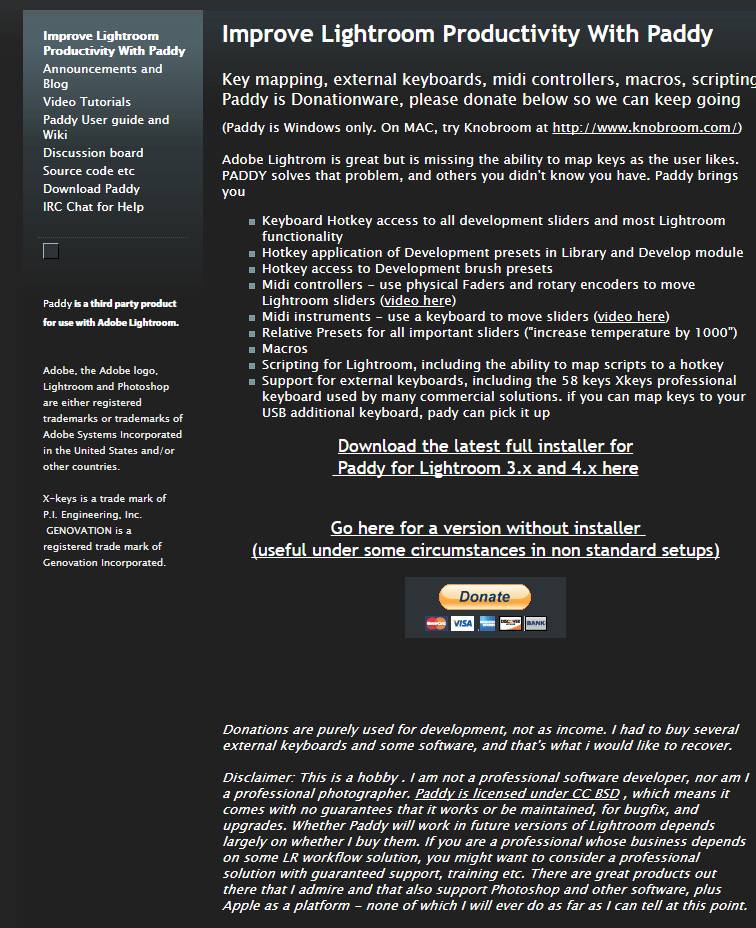 Improve Lightroom
Productivity With Paddy
Announcements and
Blog
Video Tutorials
Paddy User guide and
Wiki
Discussion board
Source code etc
Download Paddy
IRC Chat for Help
Paddy is a third party product
for use with Adobe Lightroom.
Adobe, the Adobe logo,
Lightroom and Photoshop
are either registered
trademarks or trademarks of
Adobe Systems Incorporated
in the United States and/or
other countries.
X-keys is a trade mark of
P.I. Engineering, Inc.
GENOVATION is a
registered trade mark of
Genovation Incorporated.
Improve Lightroom Productivity With Paddy
Key mapping, external keyboards, midi controllers, macros, scripting
Paddy is Donationware, please donate below so we can keep going
(Paddy is Windows only. On MAC, try Knobroom at http://www.knobroom.com/)
Adobe Lightrom is great but is missing the ability to map keys as the user likes.
PADDY solves that problem, and others you didn't know you have. Paddy brings
you
Keyboard Hotkey access to all development sliders and most Lightroom
functionality
Hotkey application of Development presets in Library and Develop module
Hotkey access to Development brush presets
Midi controllers - use physical Faders and rotary encoders to move
Lightroom sliders (video here)
Midi instruments - use a keyboard to move sliders (video here)
Relative Presets for all important sliders ("increase temperature by 1000")
Macros
Scripting for Lightroom, including the ability to map scripts to a hotkey
Support for external keyboards, including the 58 keys Xkeys professional
keyboard used by many commercial solutions. if you can map keys to your
USB additional keyboard, pady can pick it up
Download the latest full installer for
Paddy for Lightroom 3.x and 4.x here
Go here for a version without installer
(useful under some circumstances in non standard setups)
Donate
MasterCard VISA AMEX DISCOVER BANK
Donations are purely used for development, not as income. I had to buy several
external keyboards and some software, and that's what i would like to recover.
Disclaimer: This is a hobby . I am not a professional software developer, nor am I
a professional photographer. Paddy is licensed under CC BSD , which means it
comes with no guarantees that it works or be maintained, for bugfix, and
upgrades. Whether Paddy will work in future versions of Lightroom depends
largely on whether I buy them. If you are a professional whose business depends
on some LR workflow solution, you might want to consider a professional
solution with guaranteed support, training etc. There are great products out
there that I admire and that also support Photoshop and other software, plus
Apple as a platform - none of which I will ever do as far as I can tell at this point.